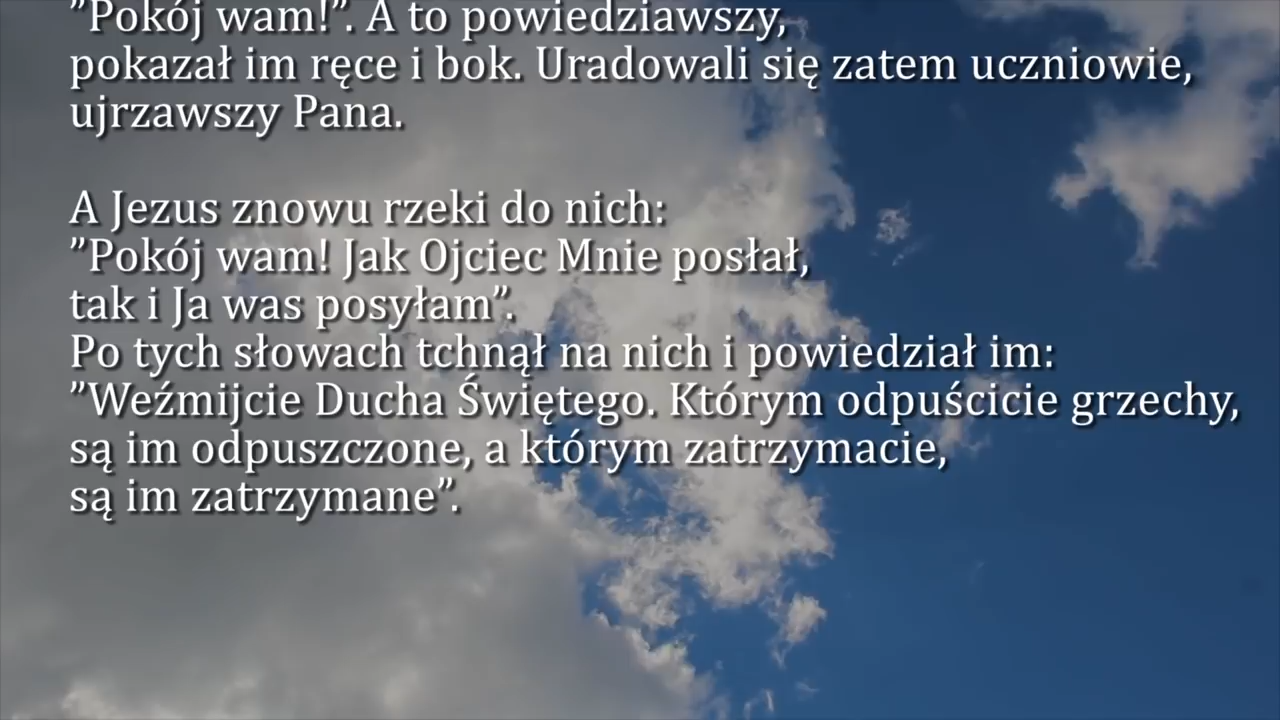 ”Pokój wam!”. A to powiedziawszy,
pokazał im ręce i bok. Uradowali się zatem uczniowie,
ujrzawszy Pana.
A Jezus znowu rzeki do nich:
”Pokój wam! Jak Ojciec Mnie posłał,
tak i Ja was posyłam”.
Po tych słowach tchnął na nich i powiedział im:
”Weźmijcie Ducha Świętego. Którym odpuścicie grzechy,
są im odpuszczone, a którym zatrzymacie,
są im zatrzymane”.